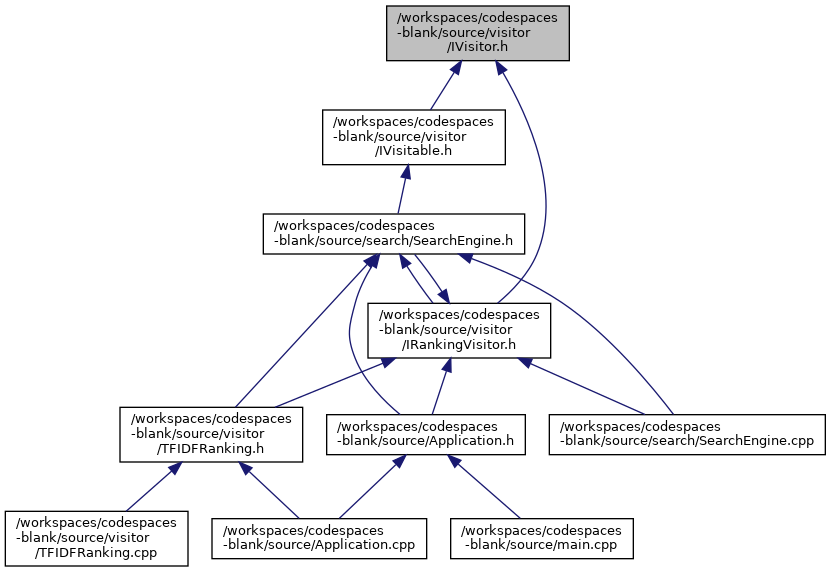 /workspaces/codespaces
-blank/source/visitor
/IVisitor.h
/workspaces/codespaces
-blank/source/visitor
/IVisitable.h
/workspaces/codespaces
-blank/source/search/SearchEngine.h
/workspaces/codespaces
-blank/source/visitor
/IRankingVisitor.h
/workspaces/codespaces
-blank/source/visitor
/TFIDFRanking.h
/workspaces/codespaces
-blank/source/Application.h
/workspaces/codespaces
-blank/source/search/SearchEngine.cpp
/workspaces/codespaces
-blank/source/visitor
/TFIDFRanking.cpp
/workspaces/codespaces
-blank/source/Application.cpp
/workspaces/codespaces
-blank/source/main.cpp